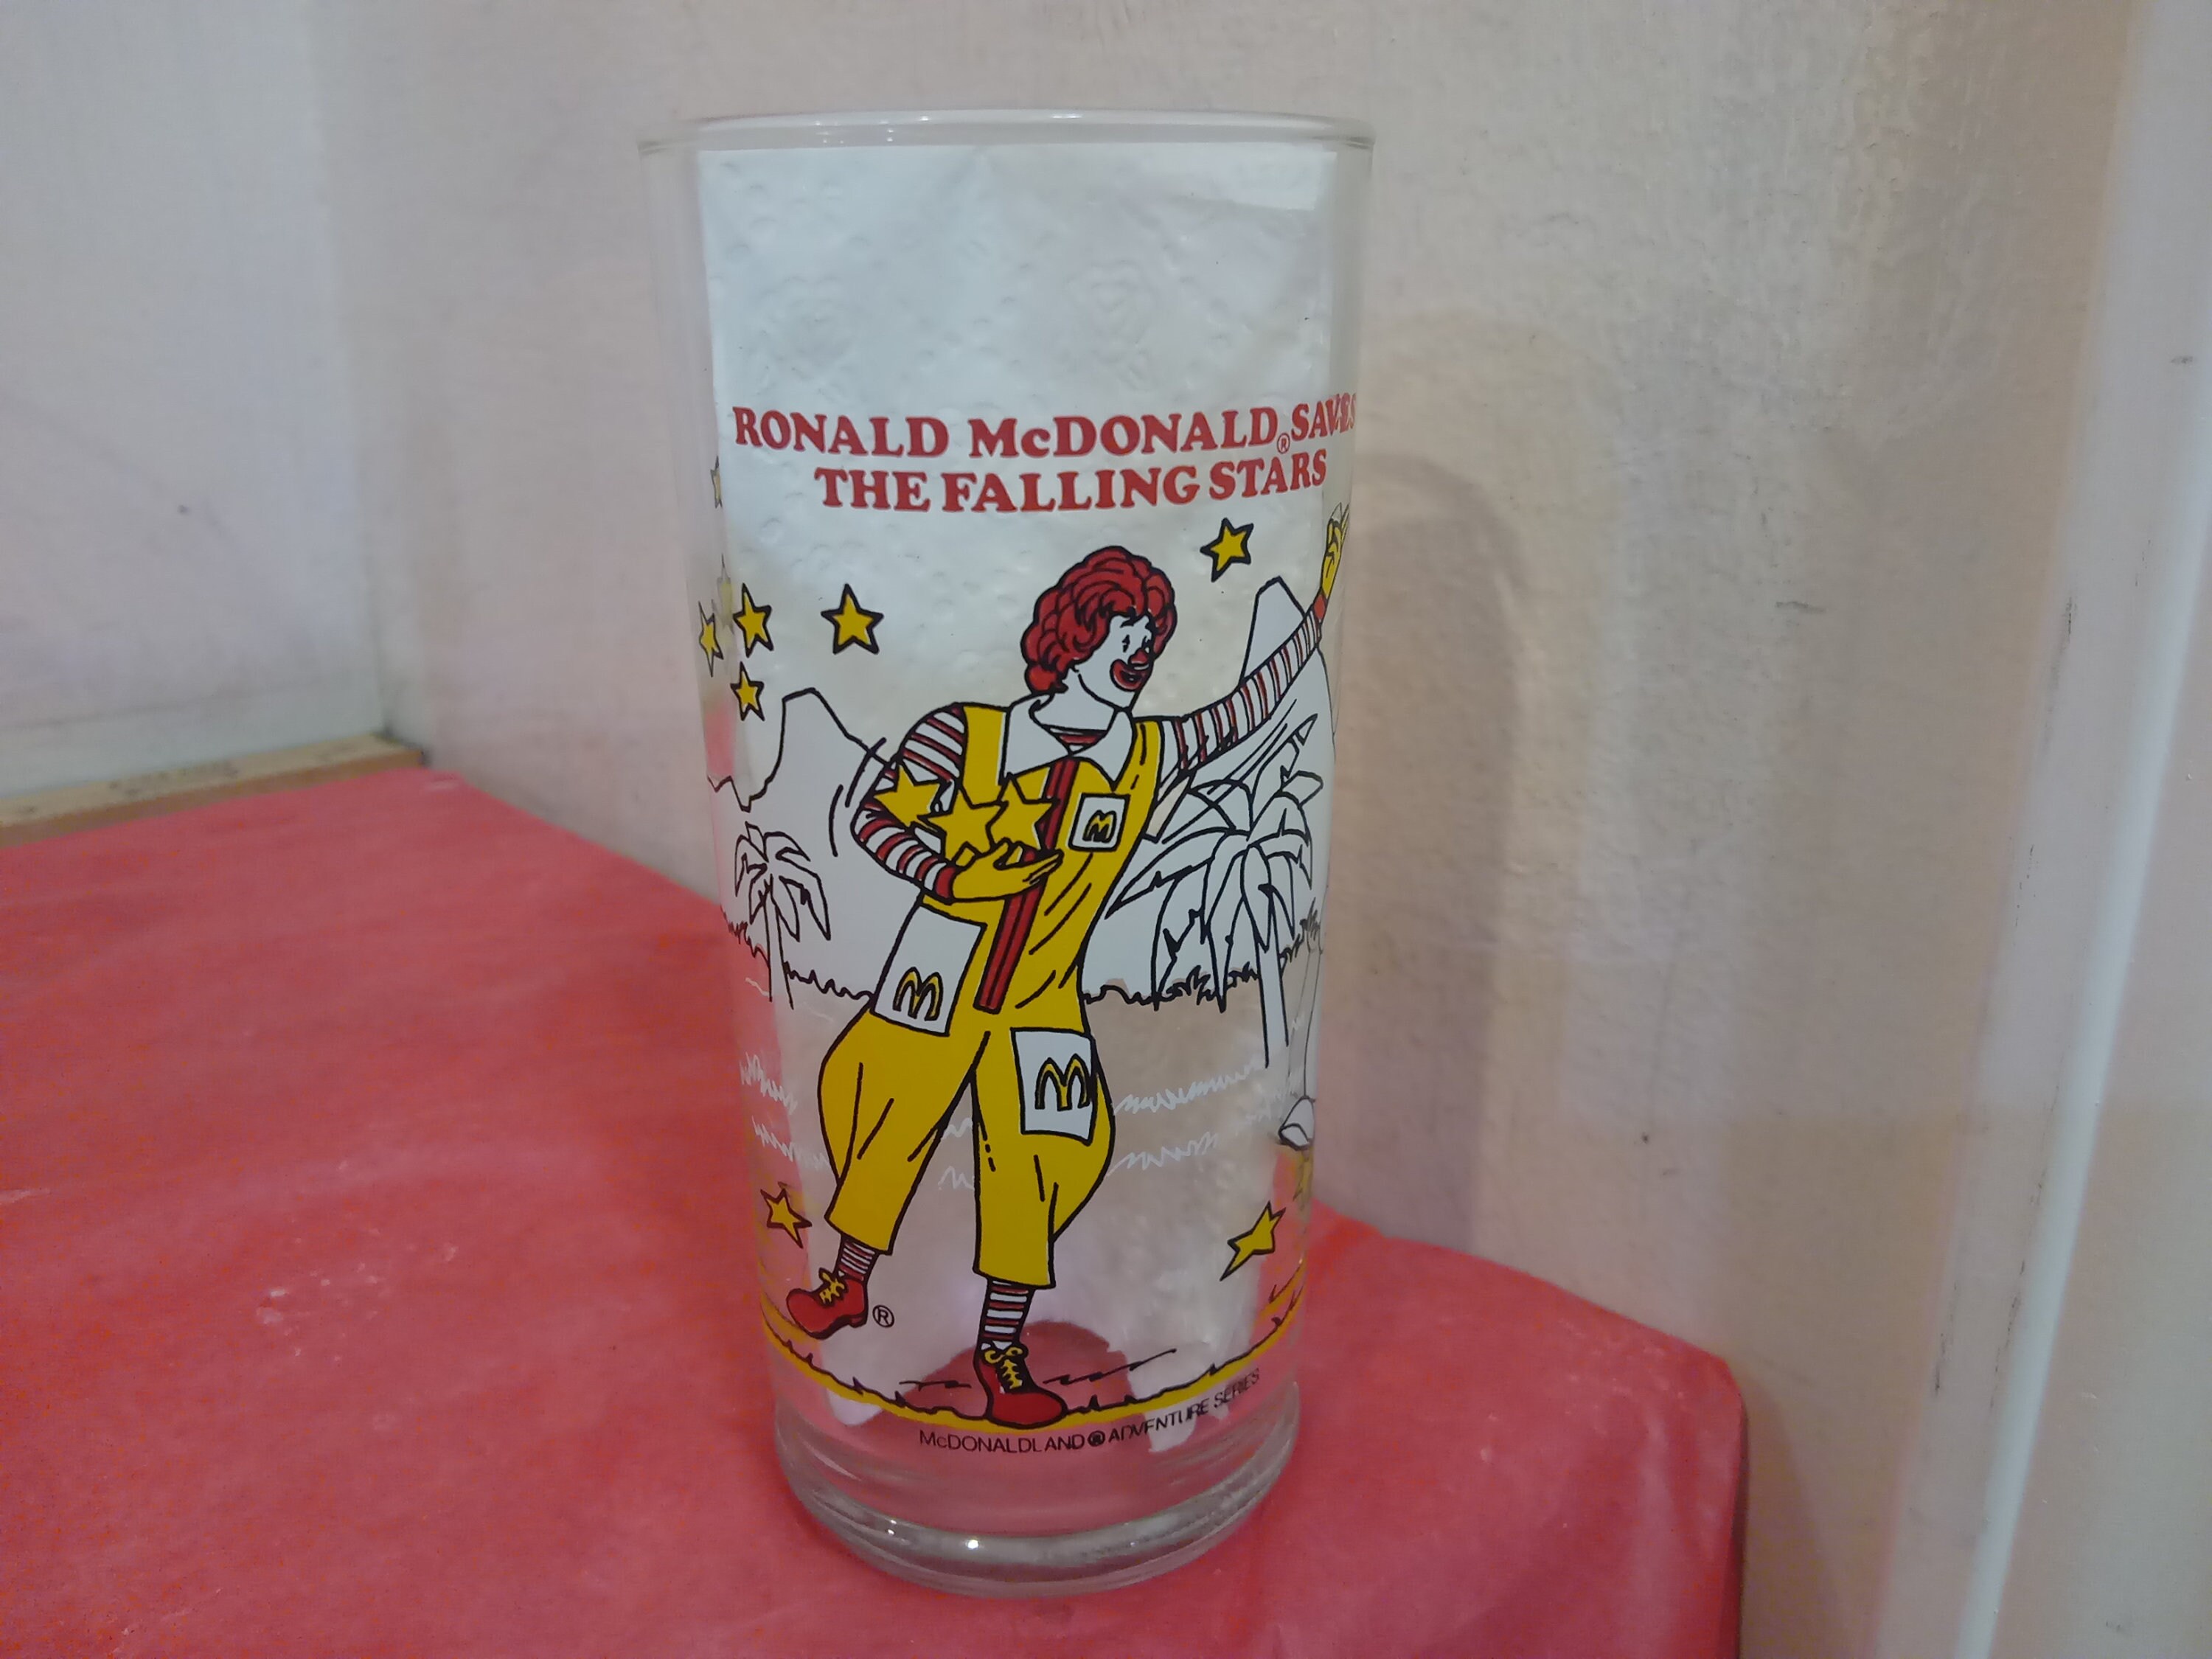 RONALD McDONALD® SAVES
THE FALLING STARS
M
M
M
®
McDONALDLAND® ADVENTURE SERIES